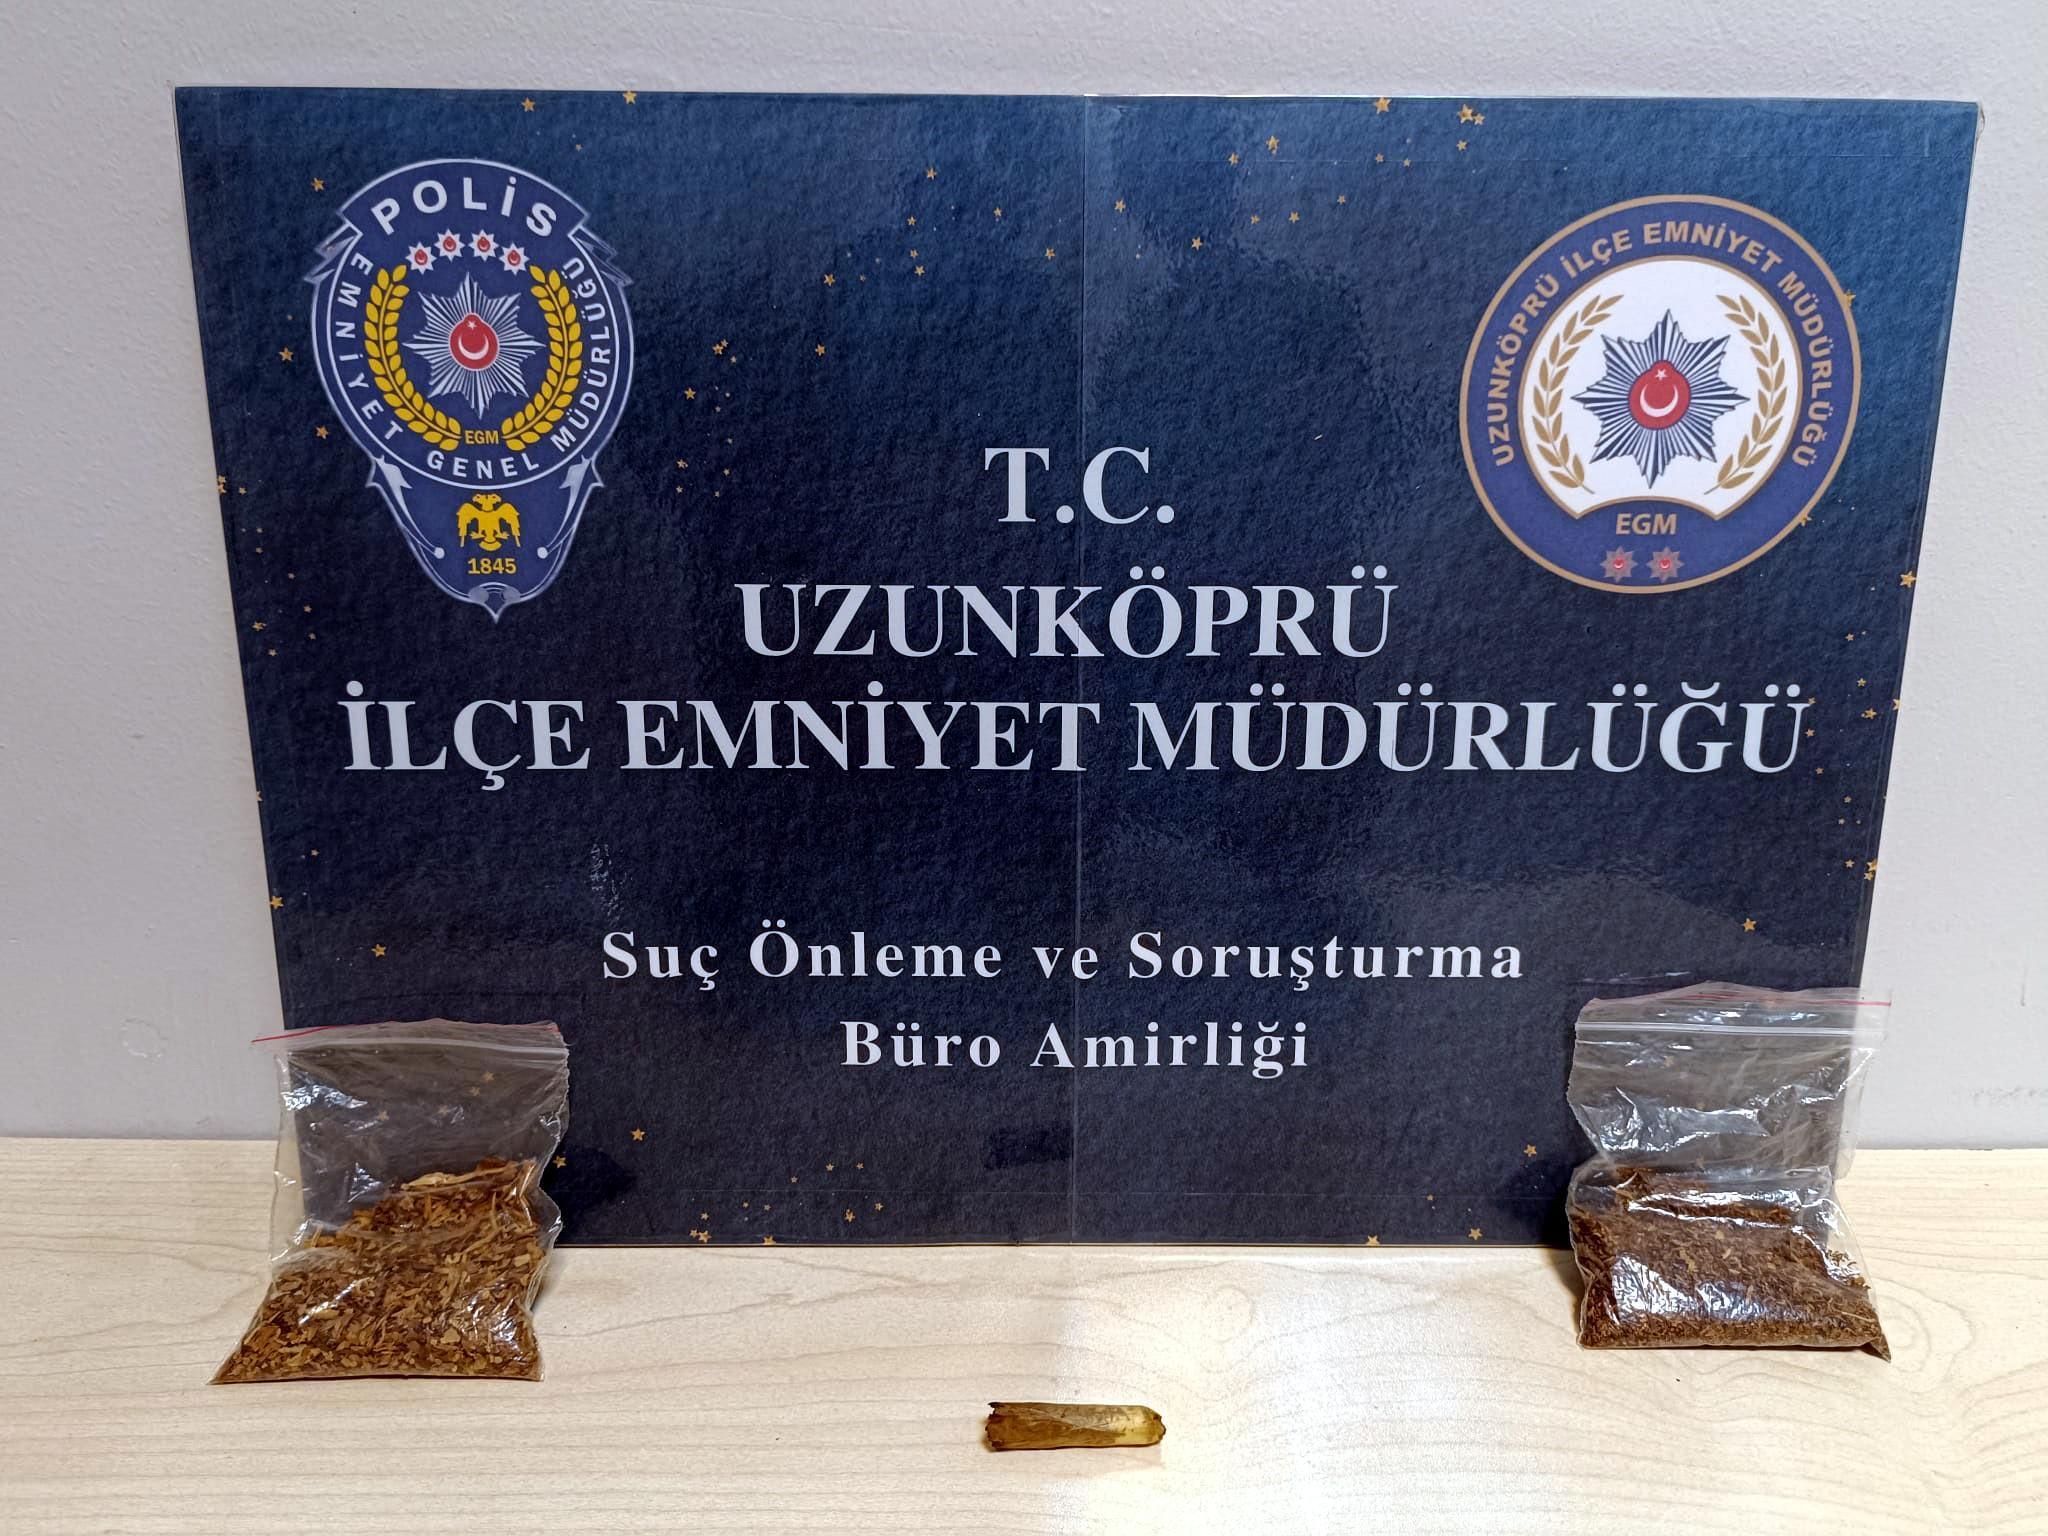 POLİS
EMNİYET GENEL MÜDÜRLÜĞÜ
EGM
1845
UZUNKÖPRÜ İLÇE EMNİYET MÜDÜRLÜĞÜ
EGM
T.C.
UZUNKÖPRÜ
İLÇE EMNİYET MÜDÜRLÜĞÜ
Suç Önleme ve Soruşturma
Büro Amirliği